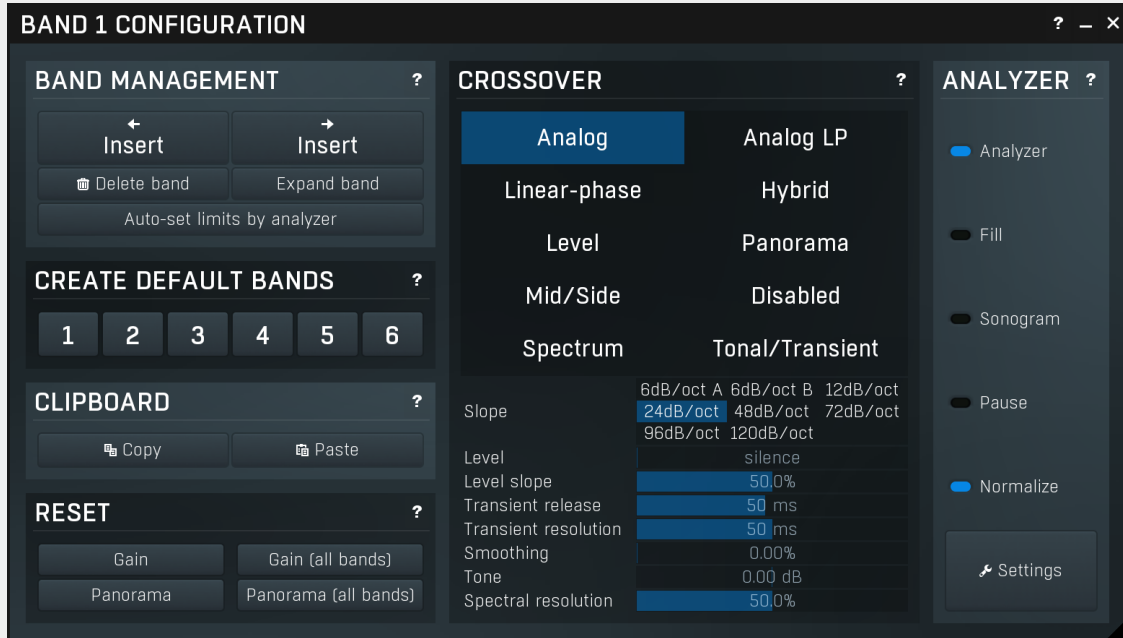 BAND 1 CONFIGURATION ? – ×
BAND MANAGEMENT ?
Insert Insert
Delete band Expand band
Auto-set limits by analyzer
CREATE DEFAULT BANDS ?
1 2 3 4 5 6
CLIPBOARD ?
Copy Paste
RESET ?
Gain Gain (all bands)
Panorama Panorama (all bands)
CROSSOVER ?
Analog Analog LP
Linear-phase Hybrid
Level Panorama
Mid/Side Disabled
Spectrum Tonal/Transient
6dB/oct A 6dB/oct B 12dB/oct
Slope 24dB/oct 48dB/oct 72dB/oct
96dB/oct 120dB/oct
Level silence
Level slope 50.0%
Transient release 50 ms
Transient resolution 50 ms
Smoothing 0.00%
Tone 0.00 dB
Spectral resolution 50.0%
ANALYZER ?
Analyzer
Fill
Sonogram
Pause
Normalize
Settings